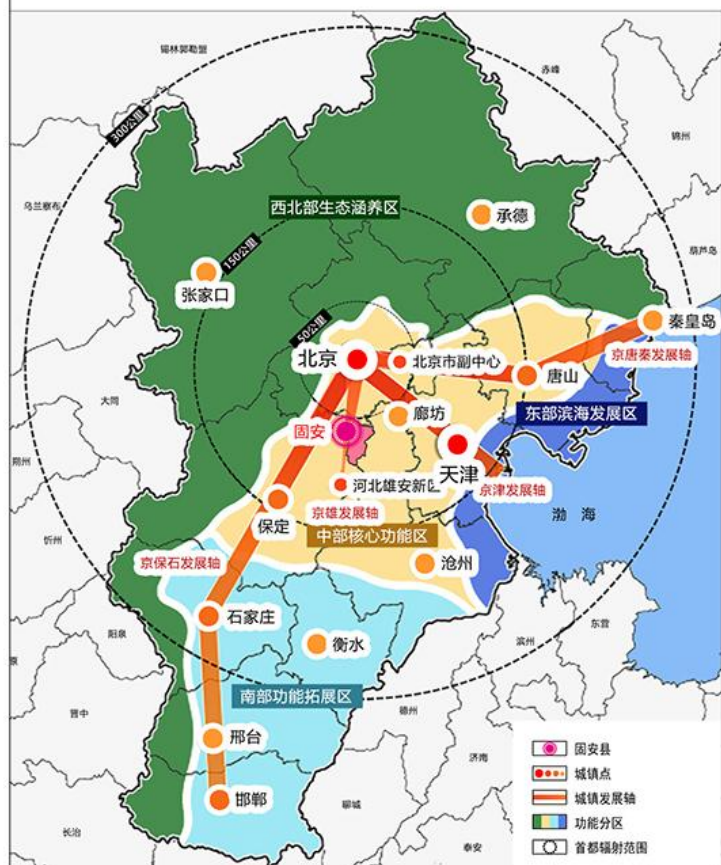 锡林郭勒盟
赤峰
锦州
300公里
乌兰察布
西北部生态涵养区
承德
葫芦岛
150公里
张家口
50公里
秦皇岛
北京
北京市副中心
京唐秦发展轴
唐山
大同
廊坊
东部滨海发展区
固安
天津
朔州
河北雄安新区
京津发展轴
保定
京雄发展轴
渤海
忻州
中部核心功能区
京保石发展轴
沧州
石家庄
阳泉
衡水
滨州
东营
南部功能拓展区
德州
晋中
邢台
济南
邯郸
聊城
长治
泰安
固安县
城镇点
城镇发展轴
功能分区
首都辐射范围